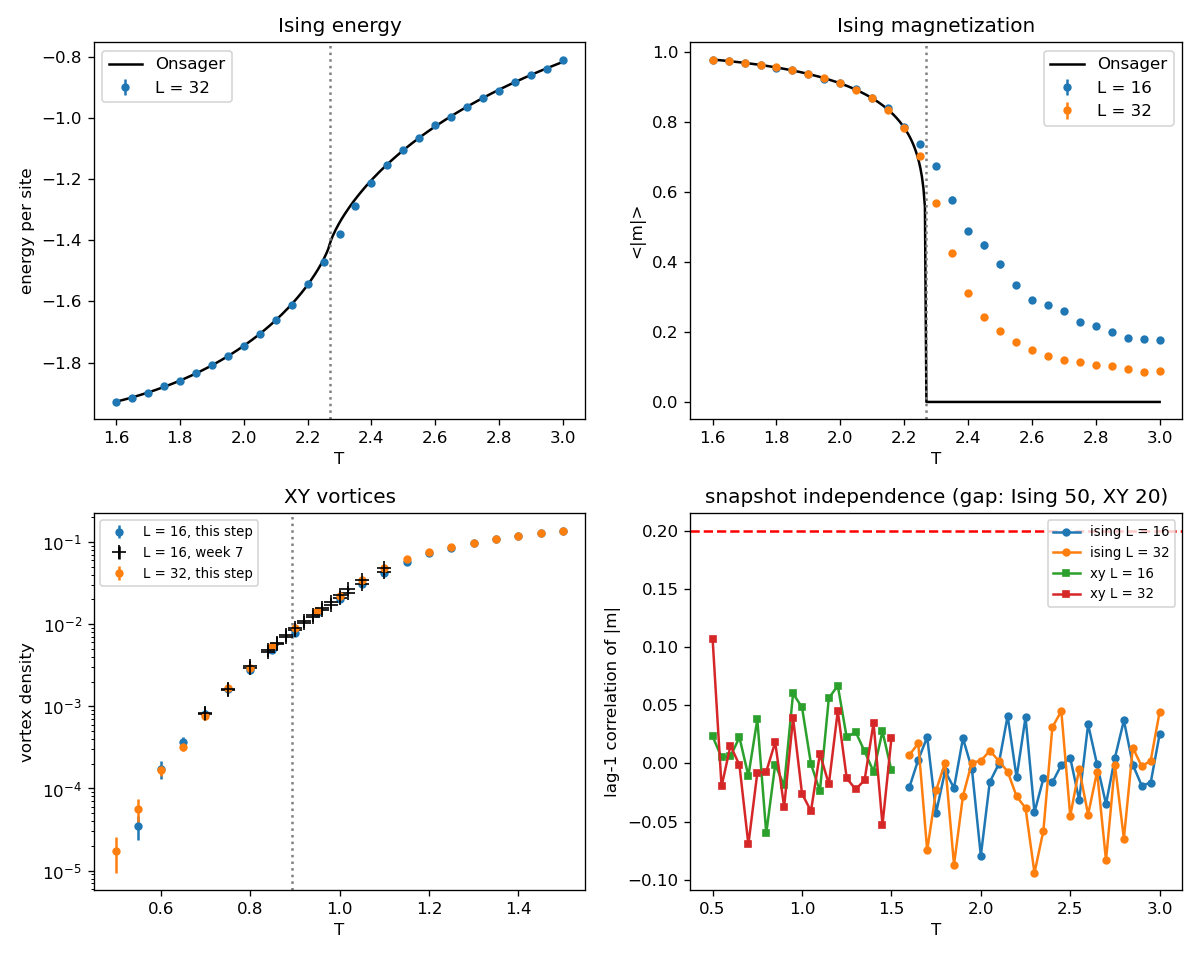 Ising energy
Onsager
L = 32
−0.8
−1.0
−1.2
−1.4
−1.6
−1.8
energy per site
1.6 1.8 2.0 2.2 2.4 2.6 2.8 3.0
T
Ising magnetization
Onsager
L = 16
L = 32
1.0
0.8
0.6
0.4
0.2
0.0
<|m|>
1.6 1.8 2.0 2.2 2.4 2.6 2.8 3.0
T
XY vortices
L = 16, this step
L = 16, week 7
L = 32, this step
10⁻¹
10⁻²
10⁻³
10⁻⁴
10⁻⁵
vortex density
0.6 0.8 1.0 1.2 1.4
T
snapshot independence (gap: Ising 50, XY 20)
ising L = 16
ising L = 32
xy L = 16
xy L = 32
0.20
0.15
0.10
0.05
0.00
−0.05
−0.10
lag-1 correlation of |m|
0.5 1.0 1.5 2.0 2.5 3.0
T